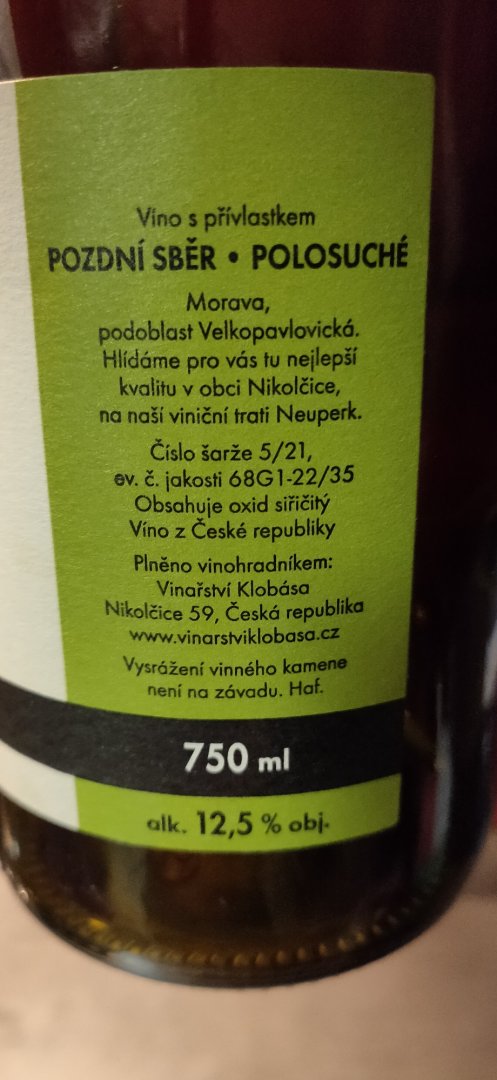 Víno s přívlastkem
POZDNÍ SBĚR • POLOSUCHÉ
Morava,
podoblast Velkopavlovická.
Hlídáme pro vás tu nejlepší
kvalitu v obci Nikolčice,
na naší viniční trati Neuperk.
Číslo šarže 5/21,
ev. č. jakosti 68G1-22/35
Obsahuje oxid siřičitý
Víno z České republiky
Plněno vinohradníkem:
Vinařství Klobása
Nikolčice 59, Česká republika
www.vinarstviklobasa.cz
Vysrážení vinného kamene
není na závadu. Haf.
750 ml
alk. 12,5 % obj.